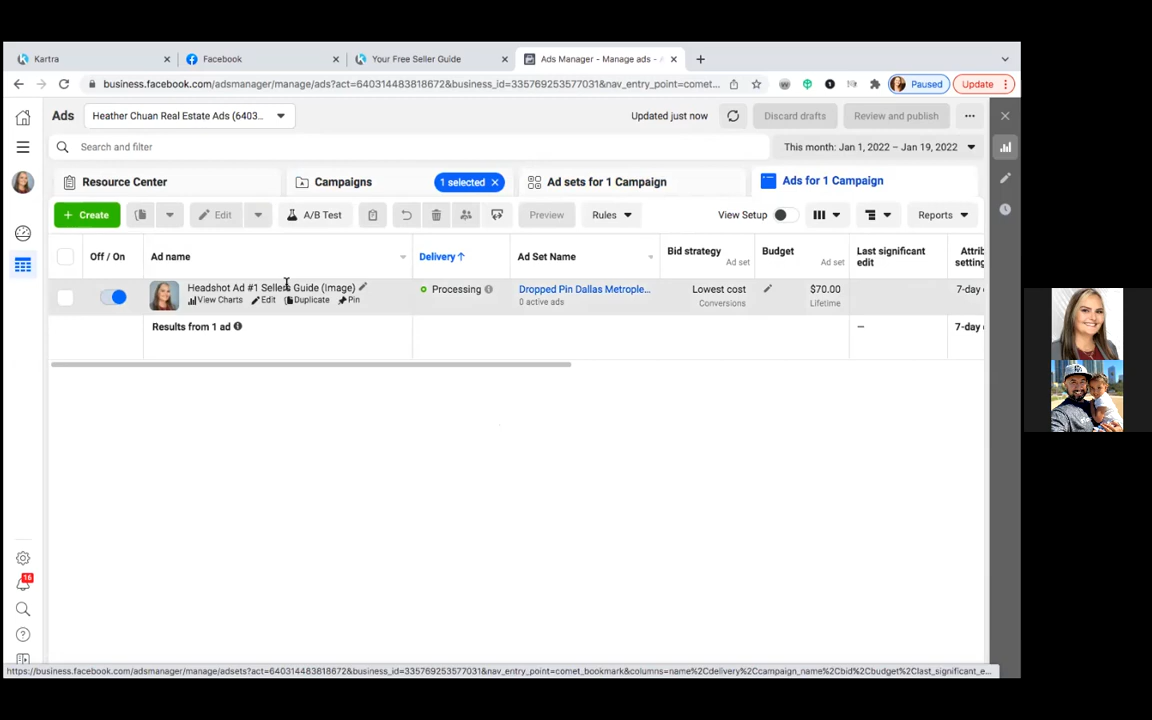 Kartra
Facebook
Your Free Seller Guide
Ads Manager - Manage ads - A
business.facebook.com/adsmanager/manage/ads?act=640314483818672&business_id=335769253577031&nav_entry_point=comet...
Paused
Update
Ads
Heather Chuan Real Estate Ads (6403...
Updated just now
Discard drafts
Review and publish
Search and filter
This month: Jan 1, 2022 – Jan 19, 2022
Resource Center
Campaigns
1 selected
Ad sets for 1 Campaign
Ads for 1 Campaign
+ Create
Edit
A/B Test
Preview
Rules
View Setup
Reports
Off / On
Ad name
Delivery ↑
Ad Set Name
Bid strategy
Ad set
Budget
Ad set
Last significant
edit
Attrib
setting
Headshot Ad #1 Sellers Guide (Image)
View Charts
Edit
Duplicate
Pin
Processing
Dropped Pin Dallas Metrople...
0 active ads
Lowest cost
Conversions
$70.00
Lifetime
7-day
Results from 1 ad
—
7-day
16
https://business.facebook.com/adsmanager/manage/adsets?act=640314483818672&business_id=335769253577031&nav_entry_point=comet_bookmark&columns=name%2Cdelivery%2Ccampaign_name%2Cbid%2Cbudget%2Clast_significant_e...